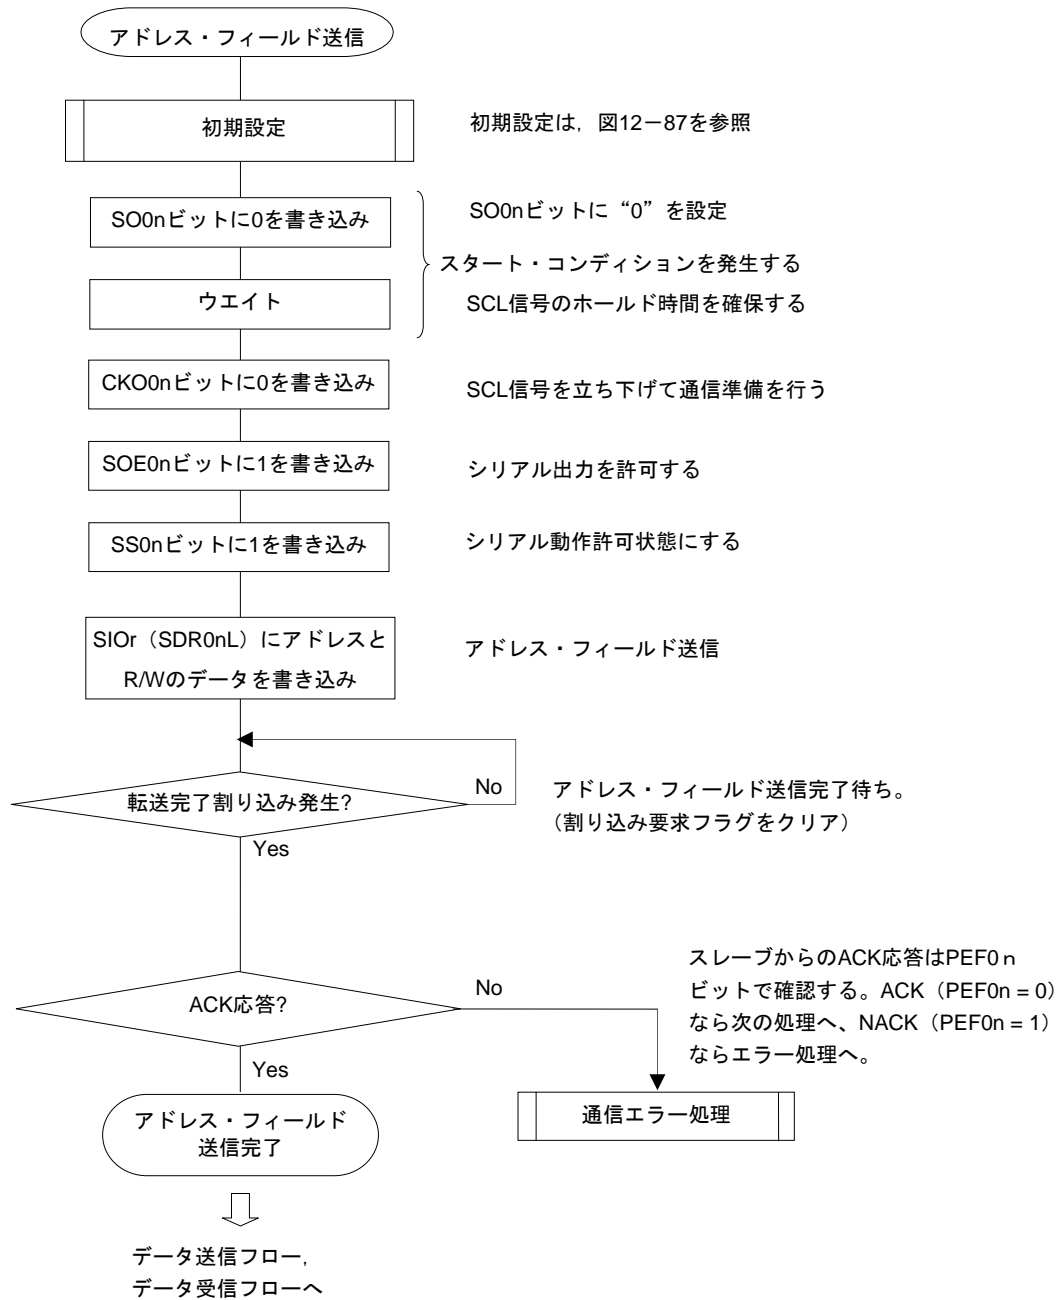 アドレス・フィールド送信
初期設定
初期設定は，図12－87を参照
SO0nビットに0を書き込み
SO0nビットに“0”を設定
スタート・コンディションを発生する
ウエイト
SCL信号のホールド時間を確保する
CKO0nビットに0を書き込み
SCL信号を立ち下げて通信準備を行う
SOE0nビットに1を書き込み
シリアル出力を許可する
SS0nビットに1を書き込み
シリアル動作許可状態にする
SIOr（SDR0nL）にアドレスと
R/Wのデータを書き込み
アドレス・フィールド送信
転送完了割り込み発生?
No
Yes
アドレス・フィールド送信完了待ち。
（割り込み要求フラグをクリア）
ACK応答?
No
Yes
スレーブからのACK応答はPEF0ｎ
ビットで確認する。ACK（PEF0n = 0）
なら次の処理へ、NACK（PEF0n = 1）
ならエラー処理へ。
通信エラー処理
アドレス・フィールド
送信完了
データ送信フロー，
データ受信フローへ